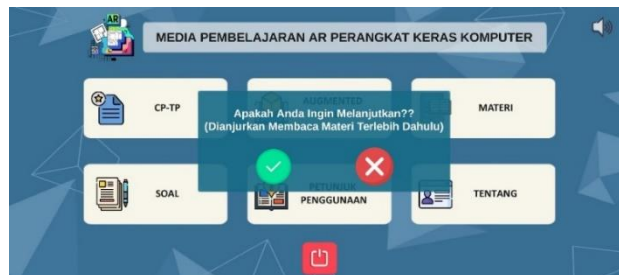 AR
MEDIA PEMBELAJARAN AR PERANGKAT KERAS KOMPUTER
CP-TP
AUGMENTED
MATERI
Apakah Anda Ingin Melanjutkan??
(Dianjurkan Membaca Materi Terlebih Dahulu)
SOAL
PETUNJUK
PENGGUNAAN
TENTANG